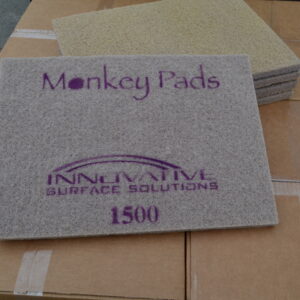 Monkey Pads
INNOVATIVE
SURFACE SOLUTIONS
1500